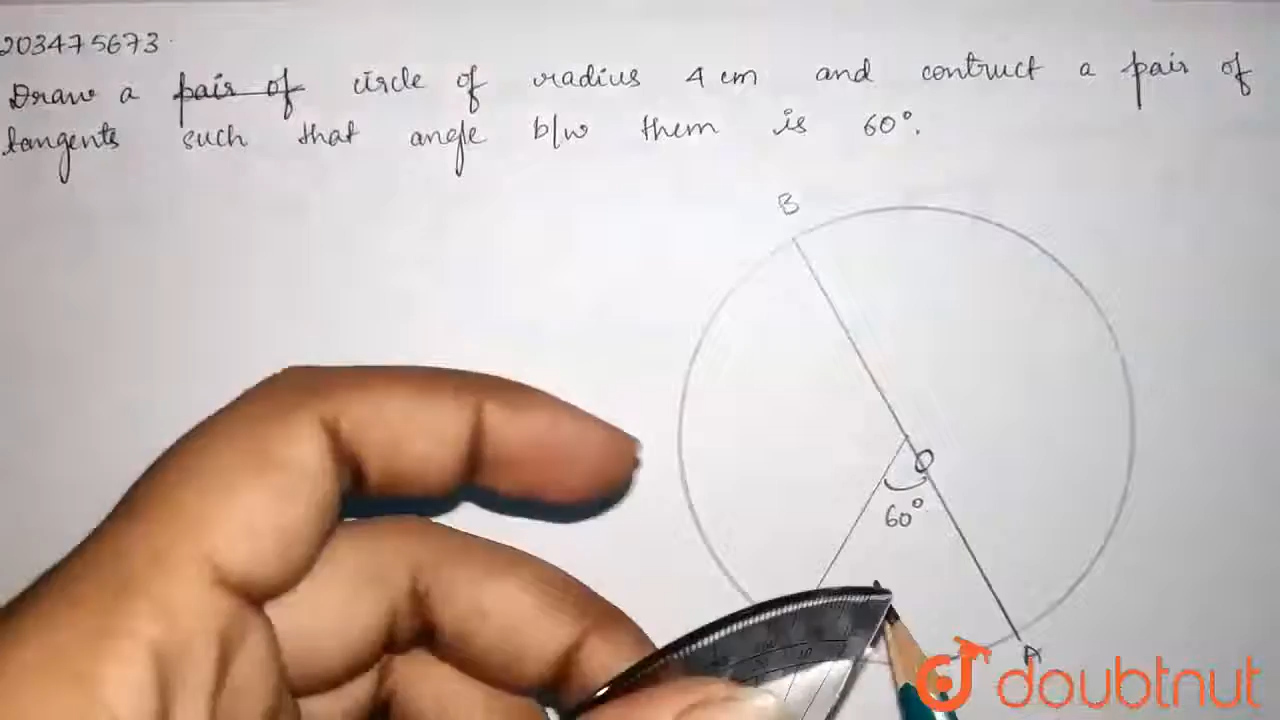 203475673
Draw a pair of circle of radius 4 cm and contruct a pair of
tangents such that angle b/w them is 60°.
B
O
60°
A
doubtnut